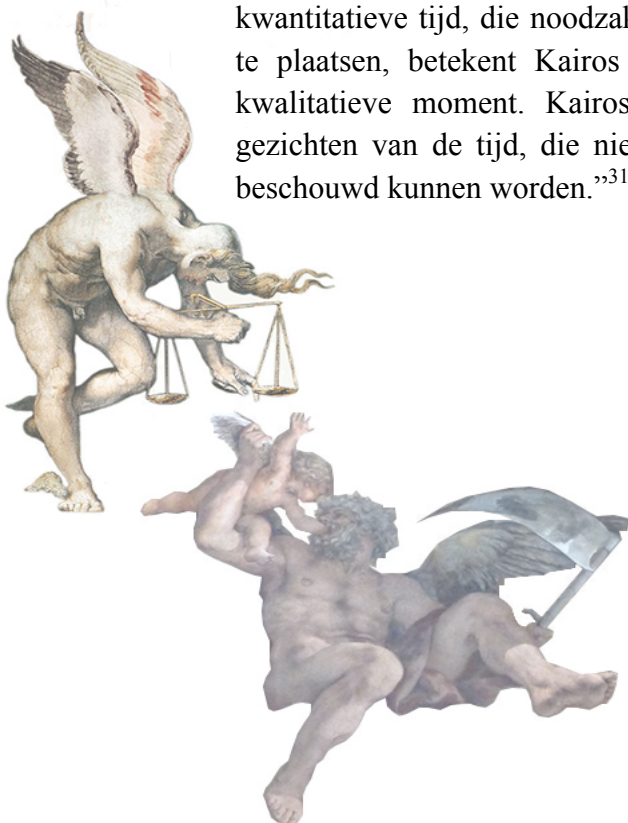 kwantitatieve tijd, die noodzak
te plaatsen, betekent Kairos
kwalitatieve moment. Kairos
gezichten van de tijd, die nie
beschouwd kunnen worden.”31